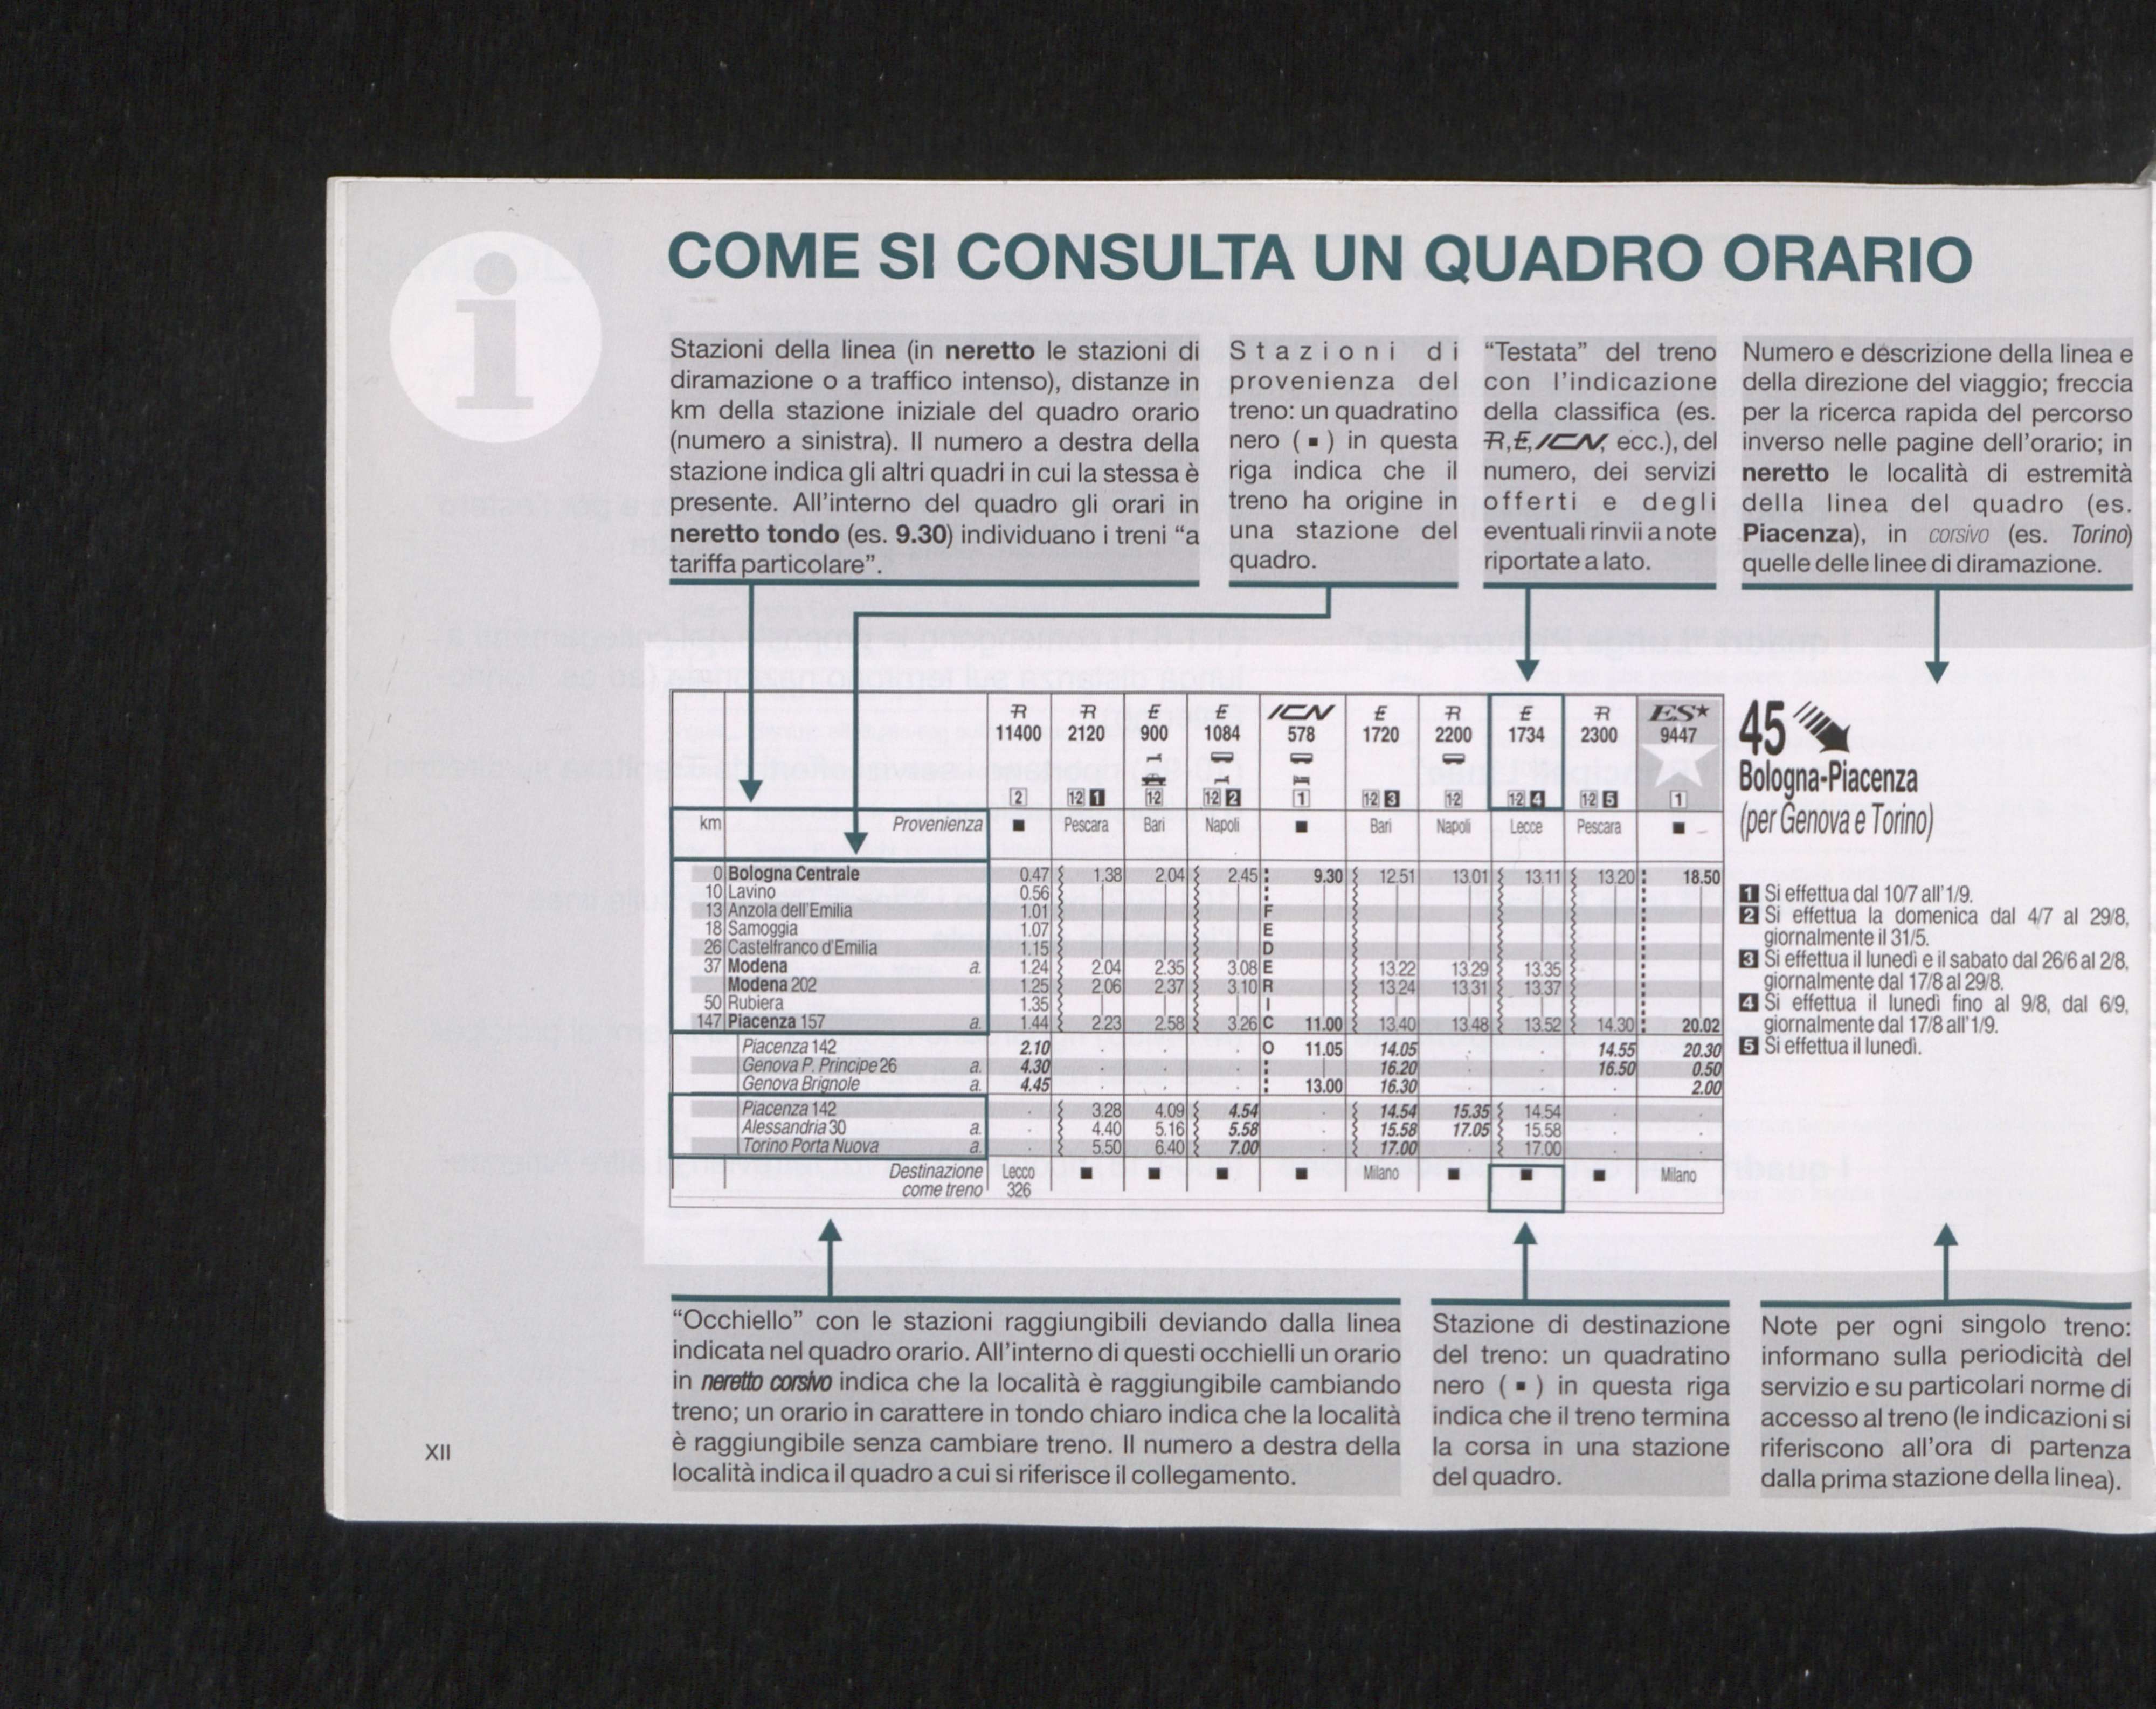 i
COME SI CONSULTA UN QUADRO ORARIO
Stazioni della linea (in neretto le stazioni di
diramazione o a traffico intenso), distanze in
km della stazione iniziale del quadro orario
(numero a sinistra). Il numero a destra della
stazione indica gli altri quadri in cui la stessa è
presente. All'interno del quadro gli orari in
neretto tondo (es. 9.30) individuano i treni “a
tariffa particolare”.
Stazioni di
provenienza del
treno: un quadratino
nero ( ■ ) in questa
riga indica che il
treno ha origine in
una stazione del
quadro.
“Testata” del treno
con l'indicazione
della classifica (es.
R, E, ICN, ecc.), del
numero, dei servizi
offerti e degli
eventuali rinvii a note
riportate a lato.
Numero e descrizione della linea e
della direzione del viaggio; freccia
per la ricerca rapida del percorso
inverso nelle pagine dell'orario; in
neretto le località di estremità
della linea del quadro (es.
Piacenza), in corsivo (es. Torino)
quelle delle linee di diramazione.
R R E E ICN E R E R ES★
11400 2120 900 1084 578 1720 2200 1734 2300 9447
2 12 1 12 12 2 1 12 3 12 12 4 12 5 1
km Provenienza ■ Pescara Bari Napoli ■ Bari Napoli Lecce Pescara ■
0 Bologna Centrale 0.47 1.38 2.04 2.45 9.30 12.51 13.01 13.11 13.20 18.50
10 Lavino 0.56
13 Anzola dell'Emilia 1.01 F
18 Samoggia 1.07 E
26 Castelfranco d'Emilia 1.15 D
37 Modena a. 1.24 2.04 2.35 3.08 E 13.22 13.29 13.35
Modena 202 1.25 2.06 2.37 3.10 R 13.24 13.31 13.37
50 Rubiera 1.35 I
147 Piacenza 157 a. 1.44 2.23 2.58 3.26 C 11.00 13.40 13.48 13.52 14.30 20.02
Piacenza 142 2.10 . . . O 11.05 14.05 . . 14.55 20.30
Genova P. Principe 26 a. 4.30 . . . 16.20 . . 16.50 0.50
Genova Brignole a. 4.45 . . . 13.00 16.30 . . . 2.00
Piacenza 142 . 3.28 4.09 4.54 . 14.54 15.35 14.54 . .
Alessandria 30 a. . 4.40 5.16 5.58 . 15.58 17.05 15.58 . .
Torino Porta Nuova a. . 5.50 6.40 7.00 . 17.00 . 17.00 . .
Destinazione Lecco ■ ■ ■ ■ Milano ■ ■ ■ Milano
come treno 326
45
Bologna-Piacenza
(per Genova e Torino)
1 Si effettua dal 10/7 all'1/9.
2 Si effettua la domenica dal 4/7 al 29/8,
giornalmente il 31/5.
3 Si effettua il lunedì e il sabato dal 26/6 al 2/8,
giornalmente dal 17/8 al 29/8.
4 Si effettua il lunedì fino al 9/8, dal 6/9,
giornalmente dal 17/8 all'1/9.
5 Si effettua il lunedì.
“Occhiello” con le stazioni raggiungibili deviando dalla linea
indicata nel quadro orario. All'interno di questi occhielli un orario
in neretto corsivo indica che la località è raggiungibile cambiando
treno; un orario in carattere in tondo chiaro indica che la località
è raggiungibile senza cambiare treno. Il numero a destra della
località indica il quadro a cui si riferisce il collegamento.
Stazione di destinazione
del treno: un quadratino
nero ( ■ ) in questa riga
indica che il treno termina
la corsa in una stazione
del quadro.
Note per ogni singolo treno:
informano sulla periodicità del
servizio e su particolari norme di
accesso al treno (le indicazioni si
riferiscono all'ora di partenza
dalla prima stazione della linea).
XII